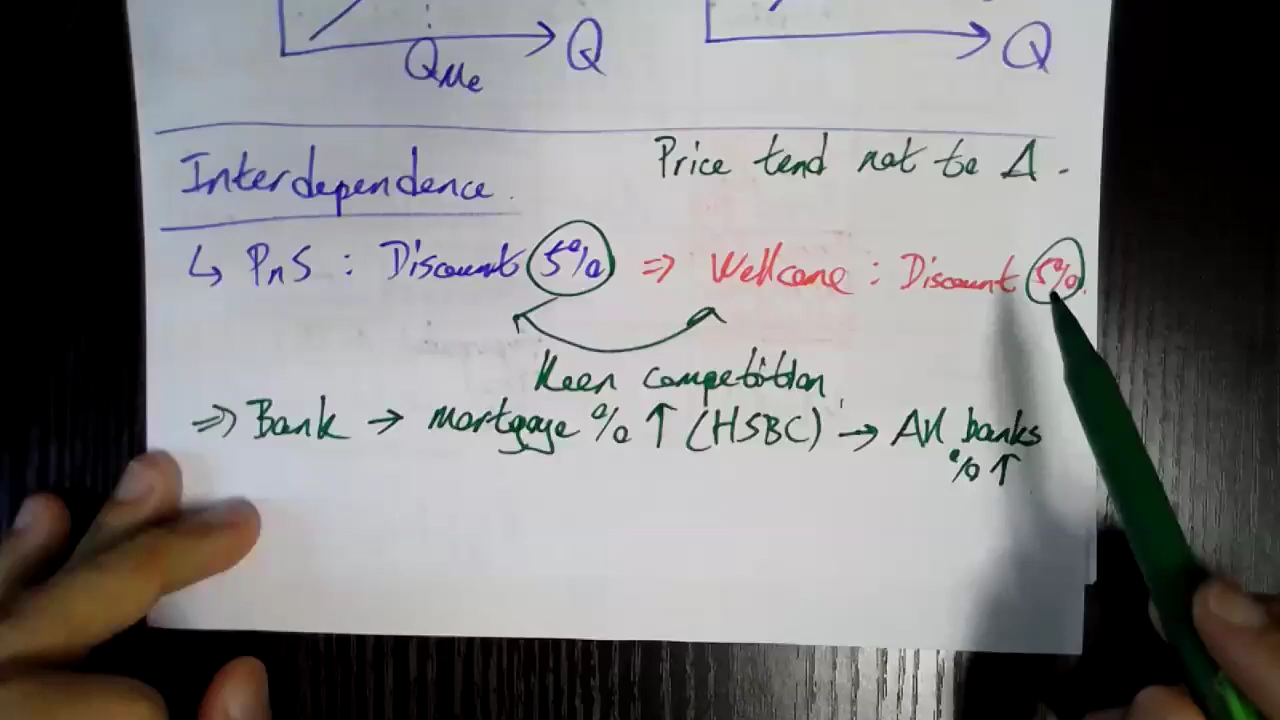 Q
QMe
Q
Interdependence.
Price tend not to Δ.
↳ PnS : Discount 5% ⇒ Wellcome : Discount 5%.
Keen competition
⇒ Bank → mortgage % ↑ (HSBC) → All banks
% ↑